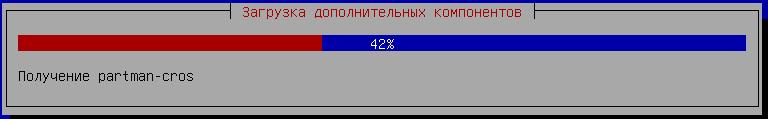 Загрузка дополнительных компонентов
42%
Получение partman-cros